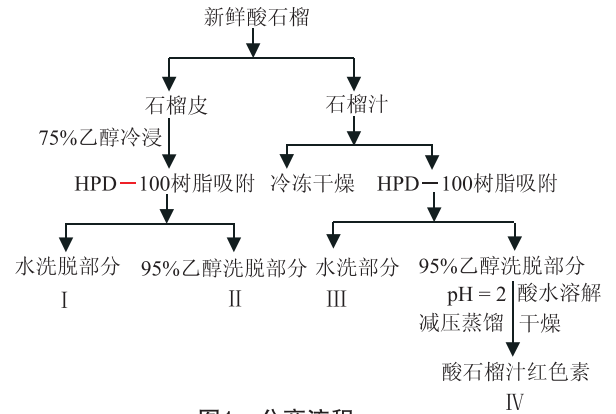 新鲜酸石榴
石榴皮
石榴汁
75%乙醇冷浸
HPD－100树脂吸附
冷冻干燥
HPD－100树脂吸附
水洗脱部分
95%乙醇洗脱部分
水洗脱部分
95%乙醇洗脱部分
Ⅰ
Ⅱ
Ⅲ
pH = 2
酸水溶解
减压蒸馏
干燥
酸石榴汁红色素
Ⅳ